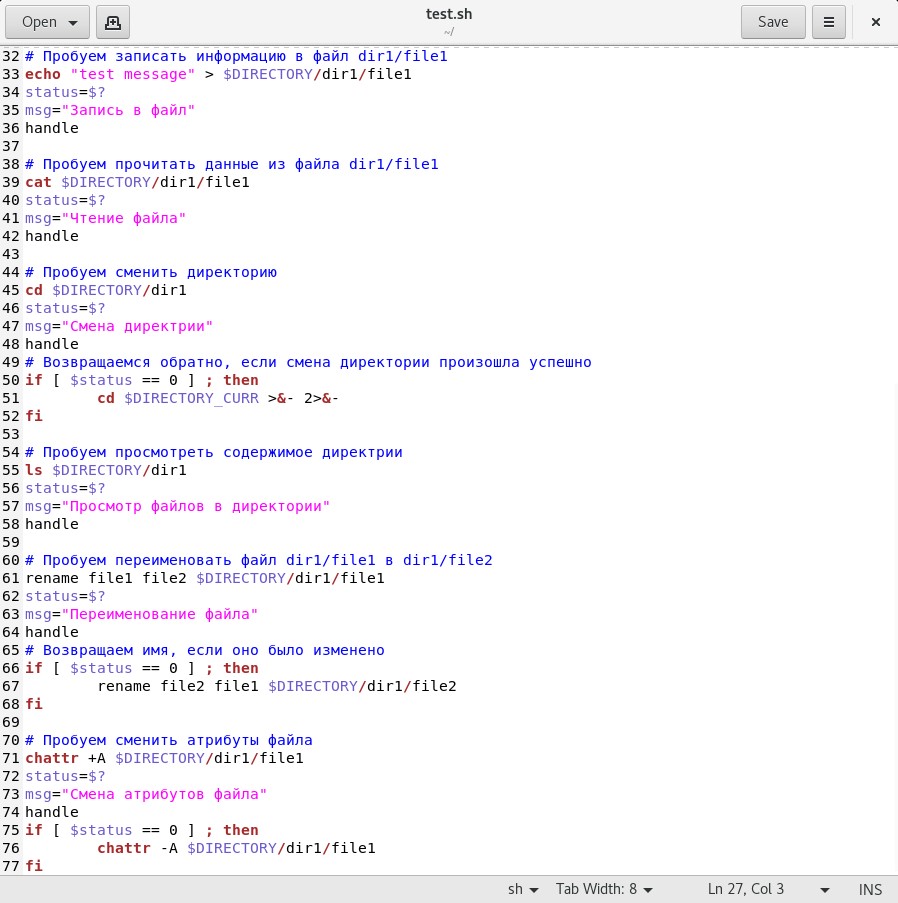 Open
test.sh
~/
Save
32 # Пробуем записать информацию в файл dir1/file1
33 echo "test message" > $DIRECTORY/dir1/file1
34 status=$?
35 msg="Запись в файл"
36 handle
37
38 # Пробуем прочитать данные из файла dir1/file1
39 cat $DIRECTORY/dir1/file1
40 status=$?
41 msg="Чтение файла"
42 handle
43
44 # Пробуем сменить директорию
45 cd $DIRECTORY/dir1
46 status=$?
47 msg="Смена директрии"
48 handle
49 # Возвращаемся обратно, если смена директории произошла успешно
50 if [ $status == 0 ] ; then
51         cd $DIRECTORY_CURR >&- 2>&-
52 fi
53
54 # Пробуем просмотреть содержимое директрии
55 ls $DIRECTORY/dir1
56 status=$?
57 msg="Просмотр файлов в директории"
58 handle
59
60 # Пробуем переименовать файл dir1/file1 в dir1/file2
61 rename file1 file2 $DIRECTORY/dir1/file1
62 status=$?
63 msg="Переименование файла"
64 handle
65 # Возвращаем имя, если оно было изменено
66 if [ $status == 0 ] ; then
67         rename file2 file1 $DIRECTORY/dir1/file2
68 fi
69
70 # Пробуем сменить атрибуты файла
71 chattr +A $DIRECTORY/dir1/file1
72 status=$?
73 msg="Смена атрибутов файла"
74 handle
75 if [ $status == 0 ] ; then
76         chattr -A $DIRECTORY/dir1/file1
77 fi
sh Tab Width: 8 Ln 27, Col 3 INS